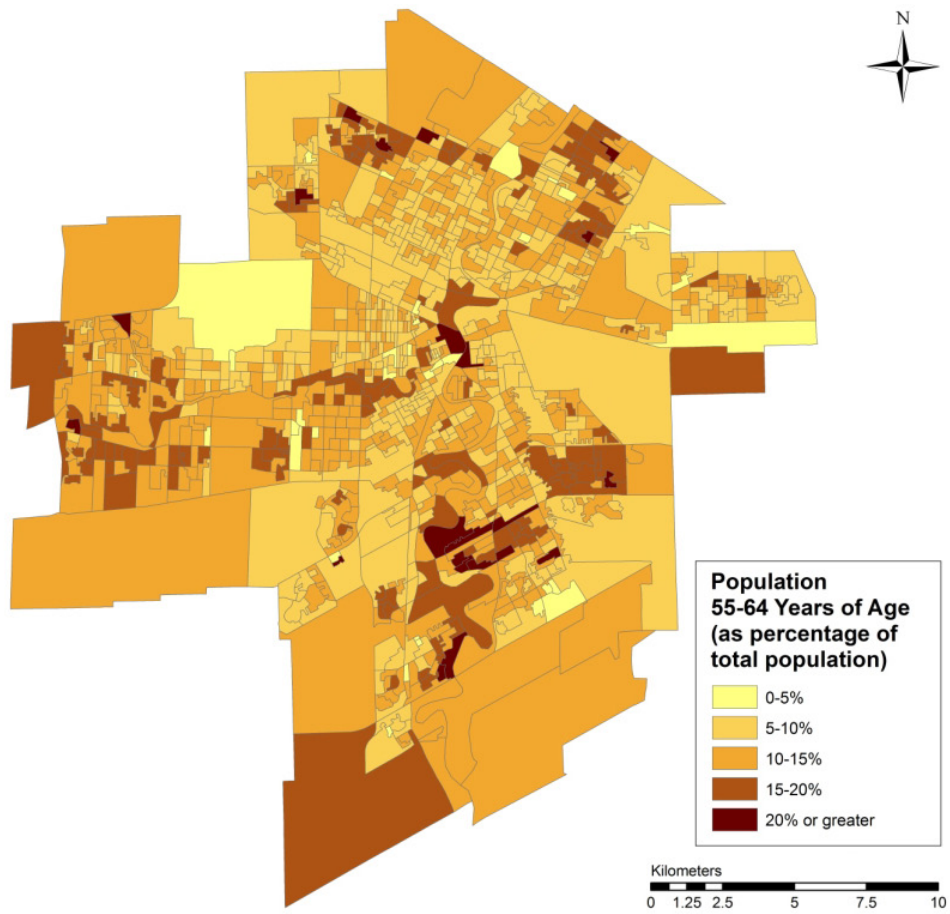 N
Population
55-64 Years of Age
(as percentage of
total population)
0-5%
5-10%
10-15%
15-20%
20% or greater
Kilometers
0 1.25 2.5 5 7.5 10